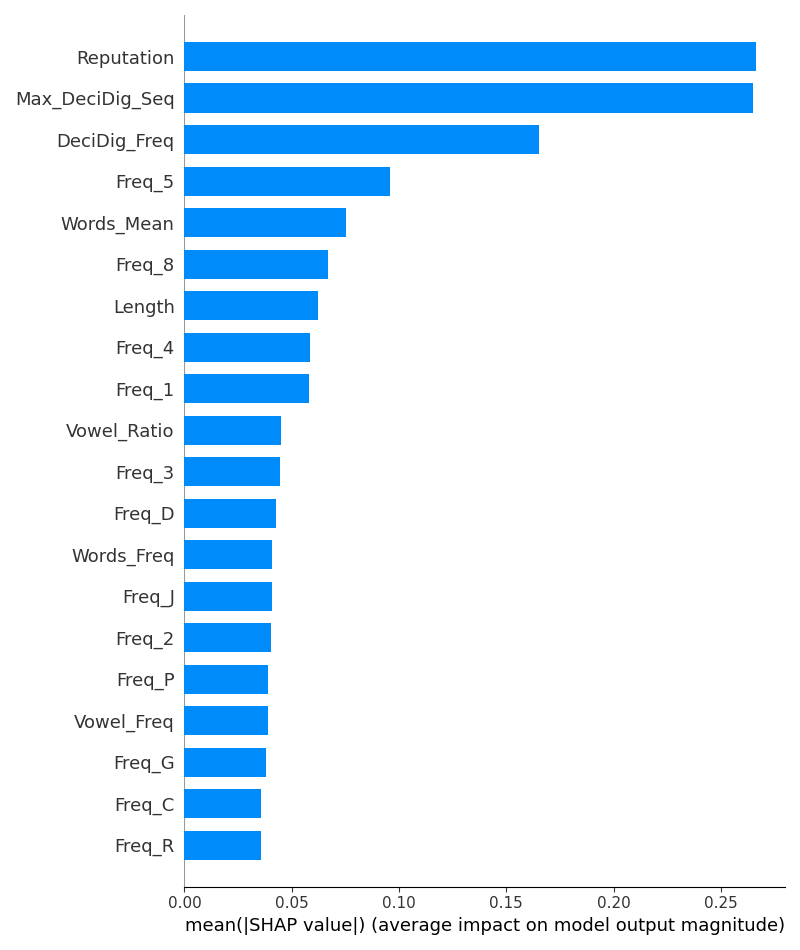 Reputation
Max_DeciDig_Seq
DeciDig_Freq
Freq_5
Words_Mean
Freq_8
Length
Freq_4
Freq_1
Vowel_Ratio
Freq_3
Freq_D
Words_Freq
Freq_J
Freq_2
Freq_P
Vowel_Freq
Freq_G
Freq_C
Freq_R
0.00 0.05 0.10 0.15 0.20 0.25
mean(|SHAP value|) (average impact on model output magnitude)